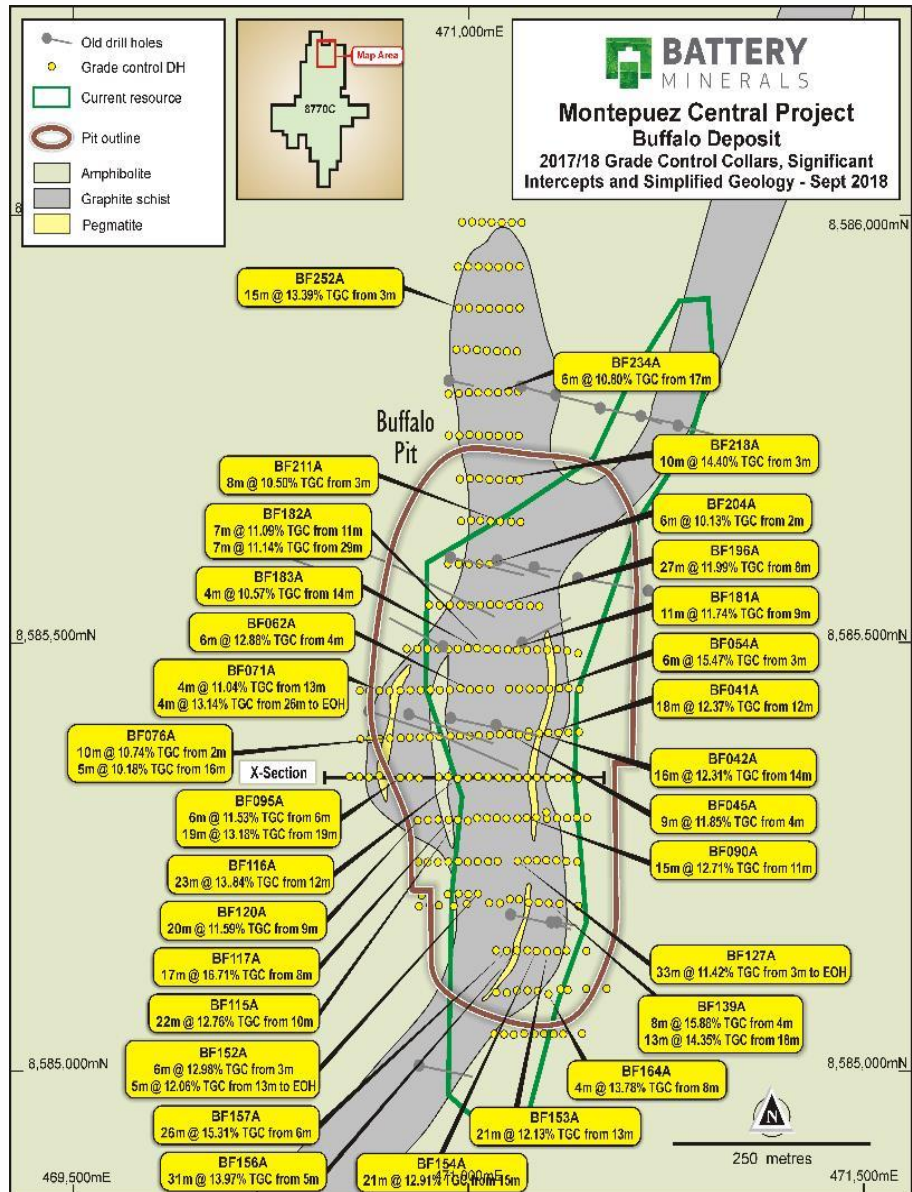 Old drill holes
Grade control DH
Current resource
Pit outline
Amphibolite
Graphite schist
Pegmatite
Map Area
8770C
471,000mE
BATTERY
MINERALS
Montepuez Central Project
Buffalo Deposit
2017/18 Grade Control Collars, Significant
Intercepts and Simplified Geology - Sept 2018
8
8.586,000mN
BF252A
15m @ 13.39% TGC from 3m
BF234A
6m @ 10.80% TGC from 17m
Buffalo
Pit
BF218A
10m @ 14.40% TGC from 3m
BF211A
8m @ 10.50% TGC from 3m
BF204A
6m @ 10.13% TGC from 2m
BF182A
7m @ 11.09% TGC from 11m
7m @ 11.14% TGC from 29m
BF196A
27m @ 11.99% TGC from 8m
BF183A
4m @ 10.57% TGC from 14m
BF181A
11m @ 11.74% TGC from 9m
8,585,500mN
8,585,500mN
BF062A
6m @ 12.88% TGC from 4m
BF054A
6m @ 15.47% TGC from 3m
BF071A
4m @ 11.04% TGC from 13m
4m @ 13.14% TGC from 26m to EOH
BF041A
18m @ 12.37% TGC from 12m
BF076A
10m @ 10.74% TGC from 2m
5m @ 10.18% TGC from 16m
BF042A
16m @ 12.31% TGC from 14m
X-Section
BF095A
6m @ 11.53% TGC from 6m
19m @ 13.18% TGC from 19m
BF045A
9m @ 11.85% TGC from 4m
BF090A
15m @ 12.71% TGC from 11m
BF116A
23m @ 13..84% TGC from 12m
BF120A
20m @ 11.59% TGC from 9m
BF117A
17m @ 16.71% TGC from 8m
BF127A
33m @ 11.42% TGC from 3m to EOH
BF115A
22m @ 12.76% TGC from 10m
BF139A
8m @ 15.88% TGC from 4m
13m @ 14.35% TGC from 18m
BF152A
6m @ 12.98% TGC from 3m
5m @ 12.06% TGC from 13m to EOH
8,585.000mN
8,585,000mN
BF164A
4m @ 13.78% TGC from 8m
BF157A
26m @ 15.31% TGC from 6m
BF153A
21m @ 12.13% TGC from 13m
BF156A
31m @ 13.97% TGC from 5m
BF154A
21m @ 12.91% TGC from 15m
N
250 metres
469,500mE
471,000mE
471,500mE